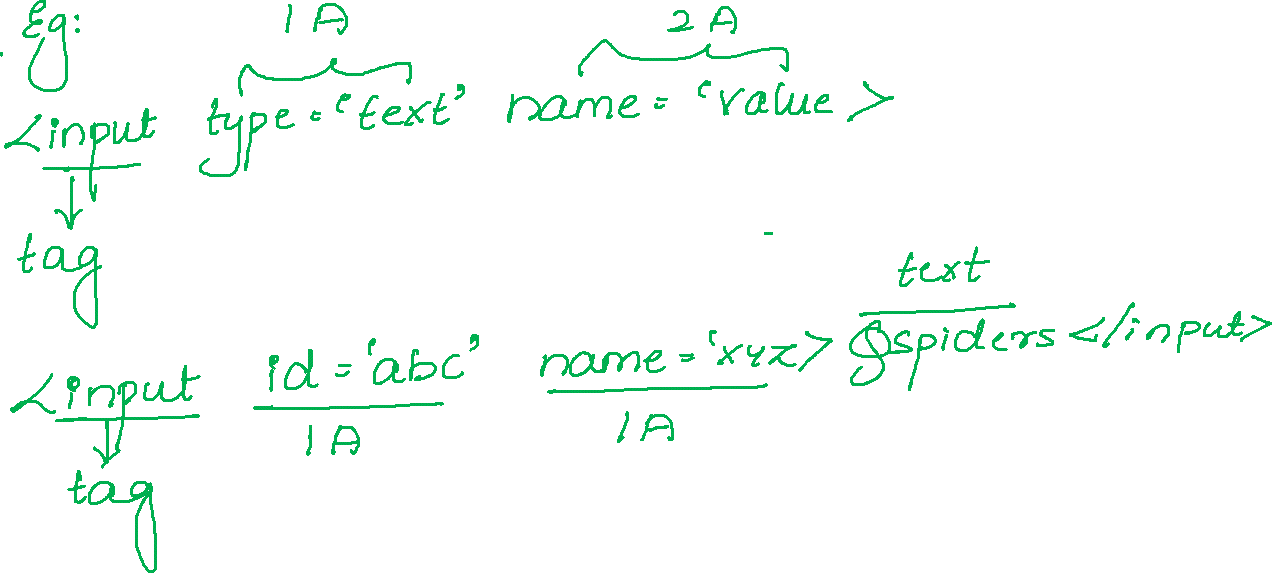 Eg:
1A 2A
<input type='text' name='value>
tag
text
<input id='abc' name='xyz> Jspiders</input>
1A 1A
tag